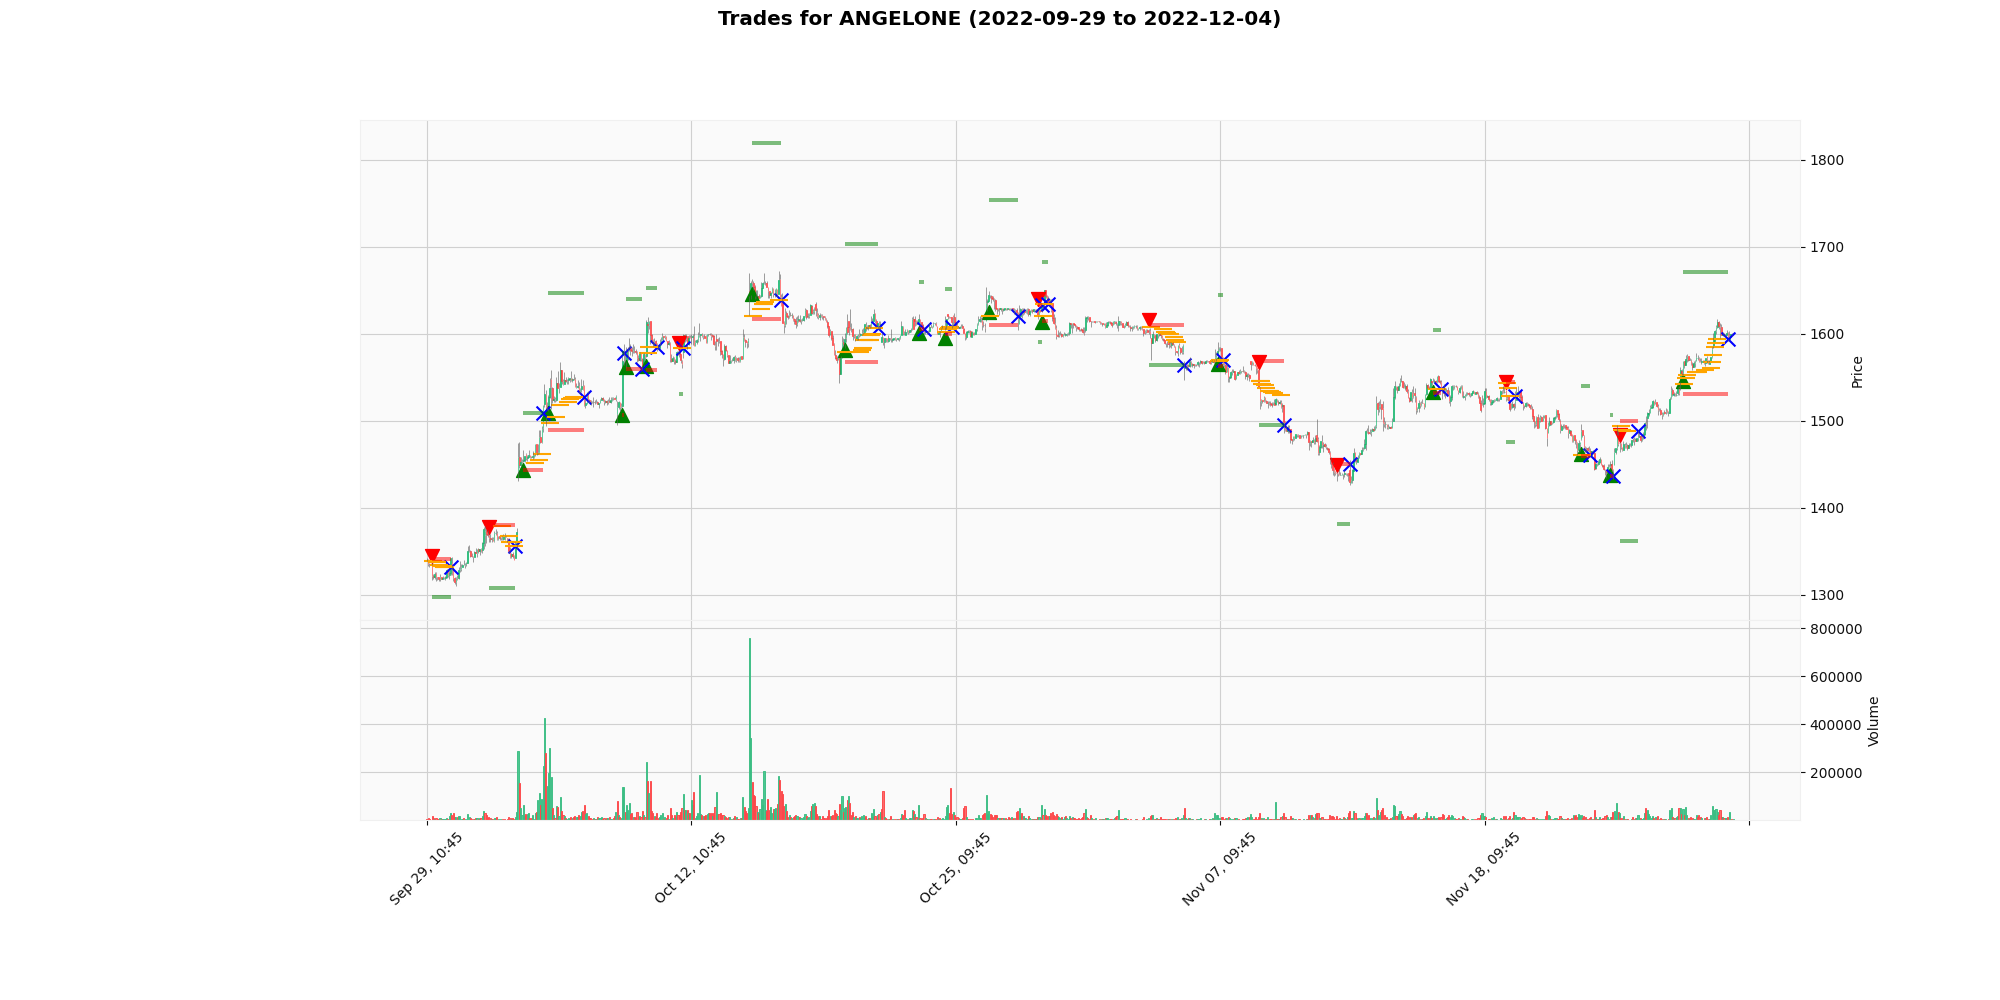 Trades for ANGELONE (2022-09-29 to 2022-12-04)
1800
1700
1600
1500
1400
1300
Price
800000
600000
400000
200000
Volume
Sep 29, 10:45
Oct 12, 10:45
Oct 25, 09:45
Nov 07, 09:45
Nov 18, 09:45